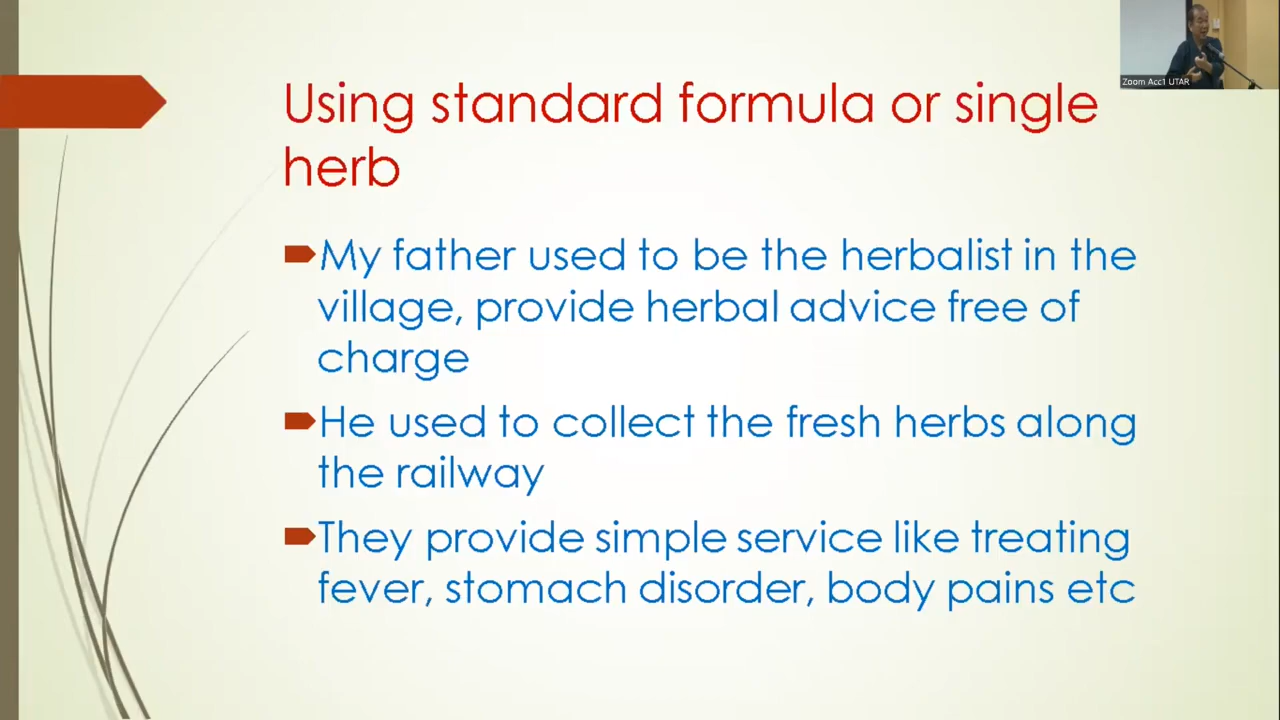 Zoom Acc1 UTAR
Using standard formula or single
herb
My father used to be the herbalist in the
village, provide herbal advice free of
charge
He used to collect the fresh herbs along
the railway
They provide simple service like treating
fever, stomach disorder, body pains etc